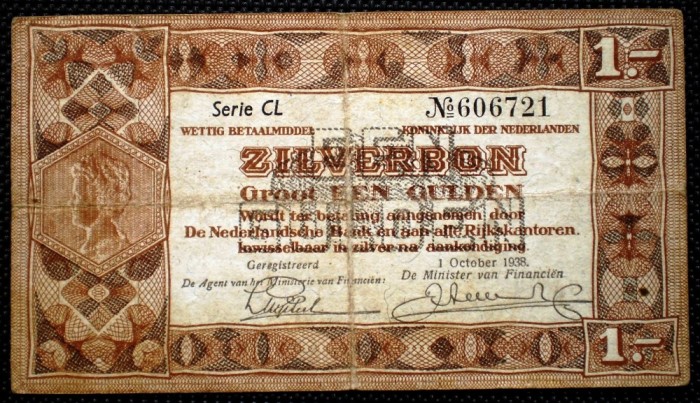 1.-
Serie CL № 606721
WETTIG BETAALMIDDEL KONINKRIJK DER NEDERLANDEN
ZILVERBON
Groot EEN GULDEN
Wordt ter betaling aangenomen door
De Nederlandsche Bank en aan alle Rijkskantoren.
Inwisselbaar in zilver na aankondiging.
Geregistreerd 1 October 1938.
De Agent van het Ministerie van Financiën: De Minister van Financiën
1.-